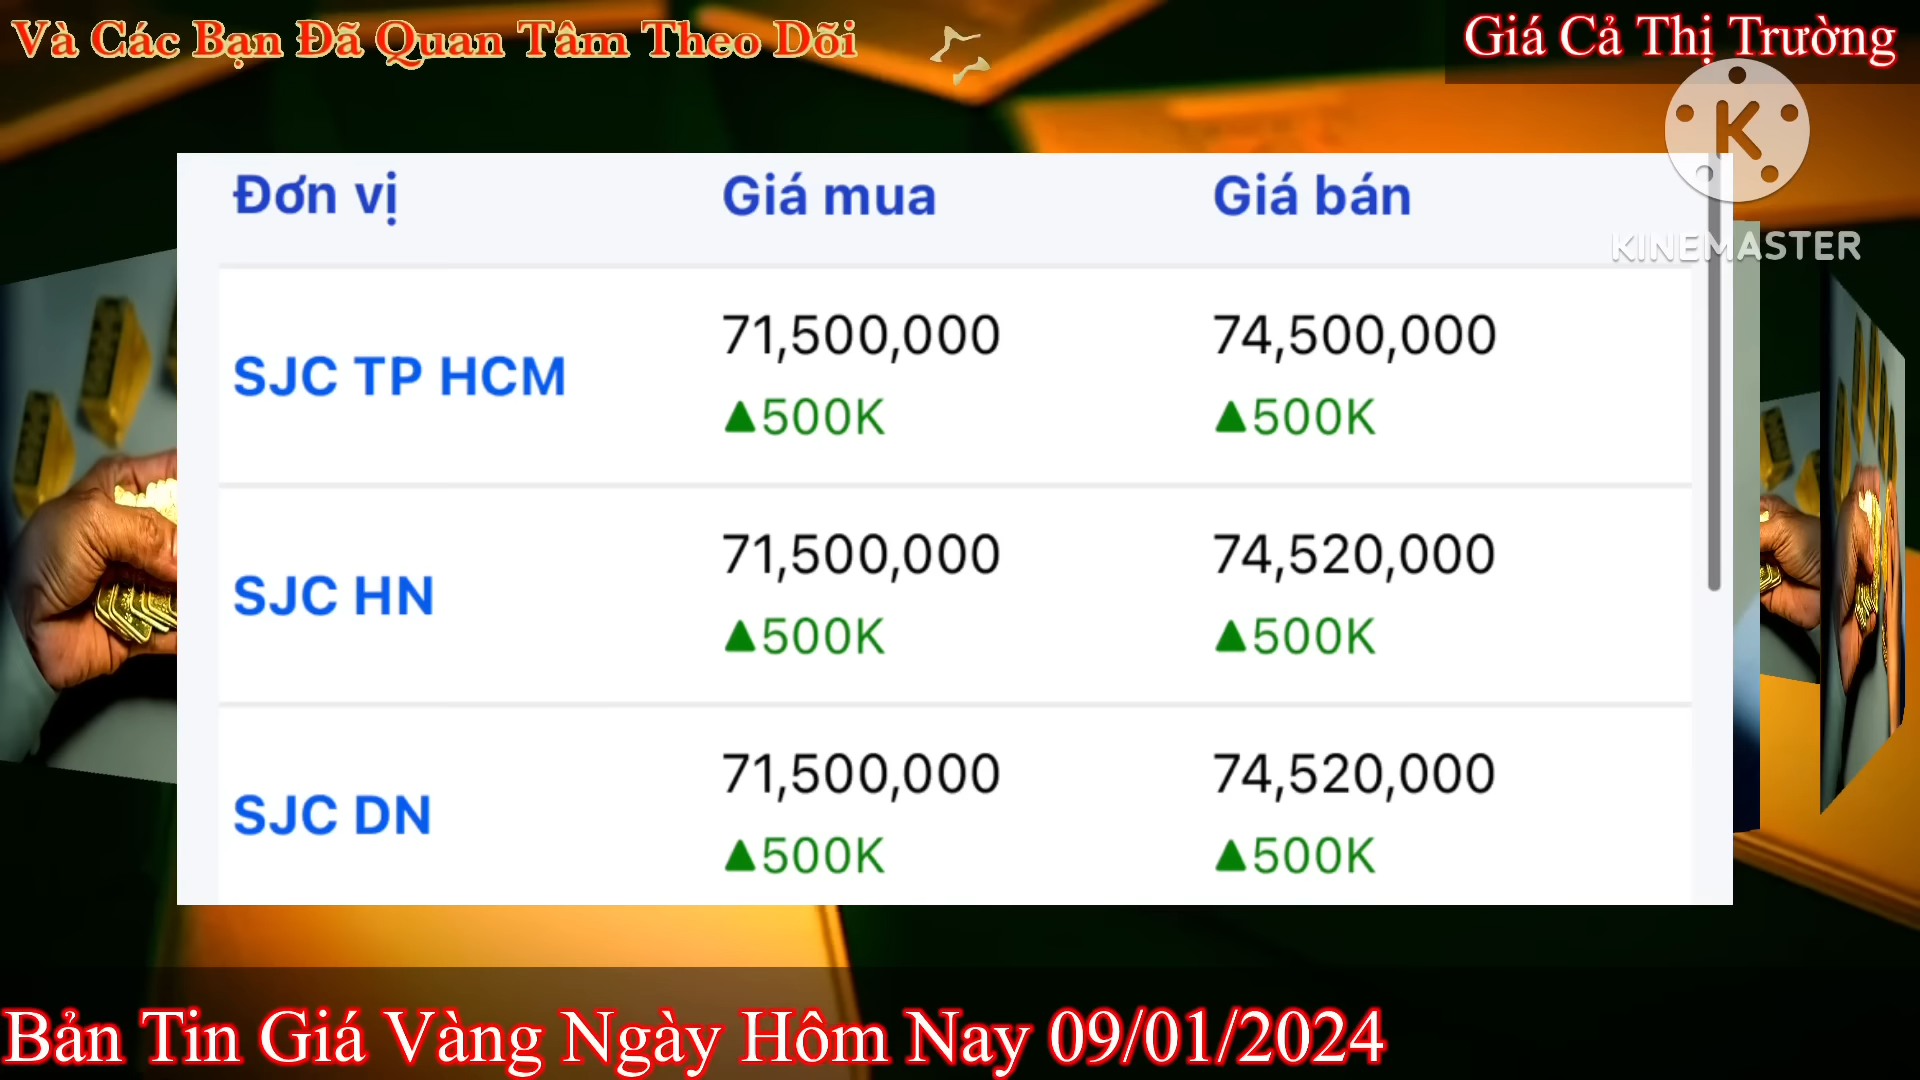 Và Các Bạn Đã Quan Tâm Theo Dõi
Giá Cả Thị Trường
K
KINEMASTER
Đơn vị Giá mua Giá bán
SJC TP HCM 71,500,000 74,500,000
▲500K ▲500K
SJC HN 71,500,000 74,520,000
▲500K ▲500K
SJC DN 71,500,000 74,520,000
▲500K ▲500K
Bản Tin Giá Vàng Ngày Hôm Nay 09/01/2024